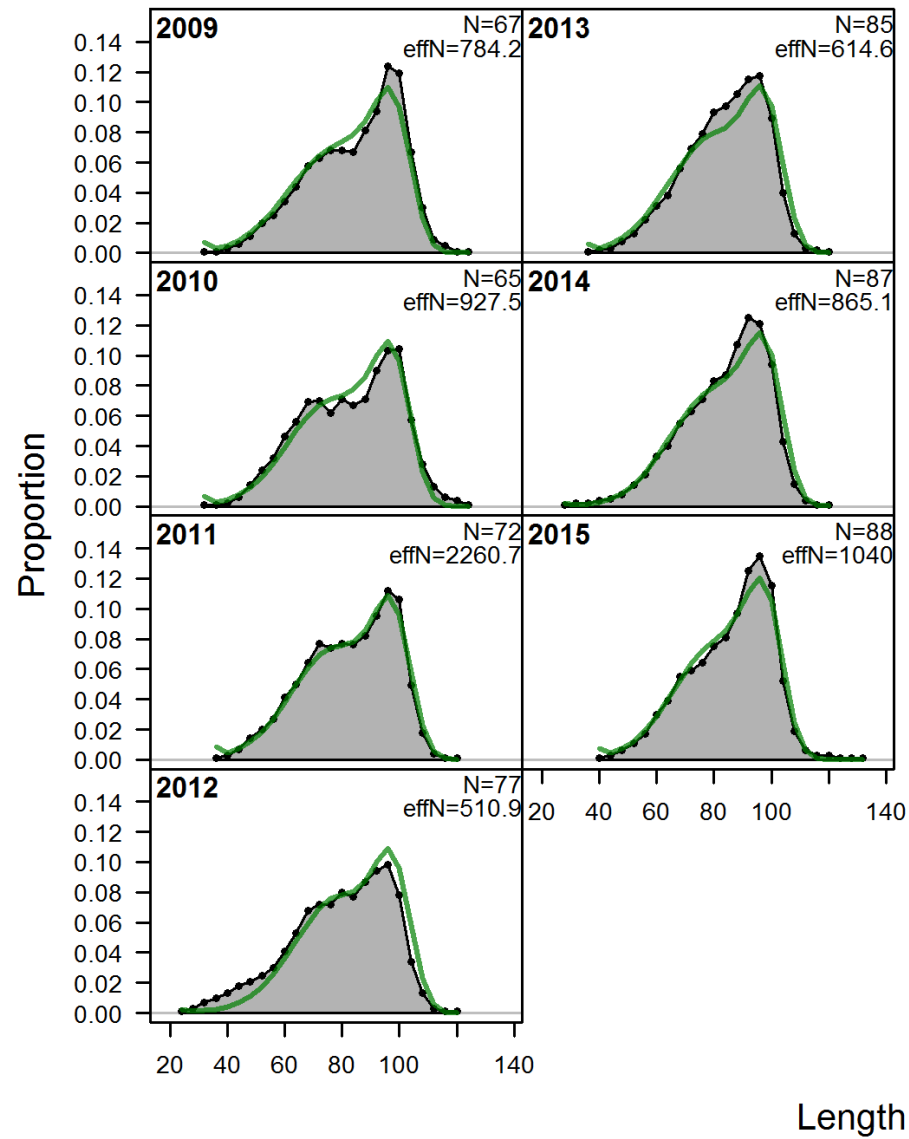 Proportion
2009
N=67
effN=784.2
0.14
0.12
0.10
0.08
0.06
0.04
0.02
0.00
2013
N=85
effN=614.6
2010
N=65
effN=927.5
0.14
0.12
0.10
0.08
0.06
0.04
0.02
0.00
2014
N=87
effN=865.1
2011
N=72
effN=2260.7
0.14
0.12
0.10
0.08
0.06
0.04
0.02
0.00
2015
N=88
effN=1040
20 40 60 80 100 140
2012
N=77
effN=510.9
0.14
0.12
0.10
0.08
0.06
0.04
0.02
0.00
20 40 60 80 100 140
Length